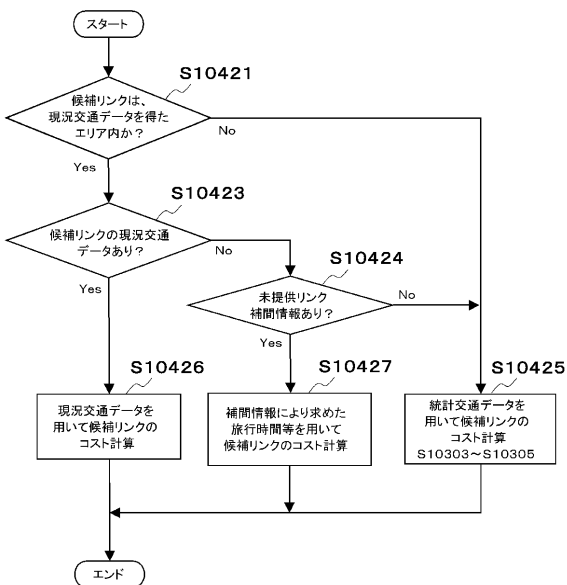 スタート
S10421
候補リンクは、
現況交通データを得た
エリア内か？
No
Yes
S10423
候補リンクの現況交通
データあり？
No
Yes
S10424
未提供リンク
補間情報あり？
No
Yes
S10426
現況交通データを
用いて候補リンクの
コスト計算
S10427
補間情報により求めた
旅行時間等を用いて
候補リンクのコスト計算
S10425
統計交通データを
用いて候補リンクの
コスト計算
S10303～S10305
エンド